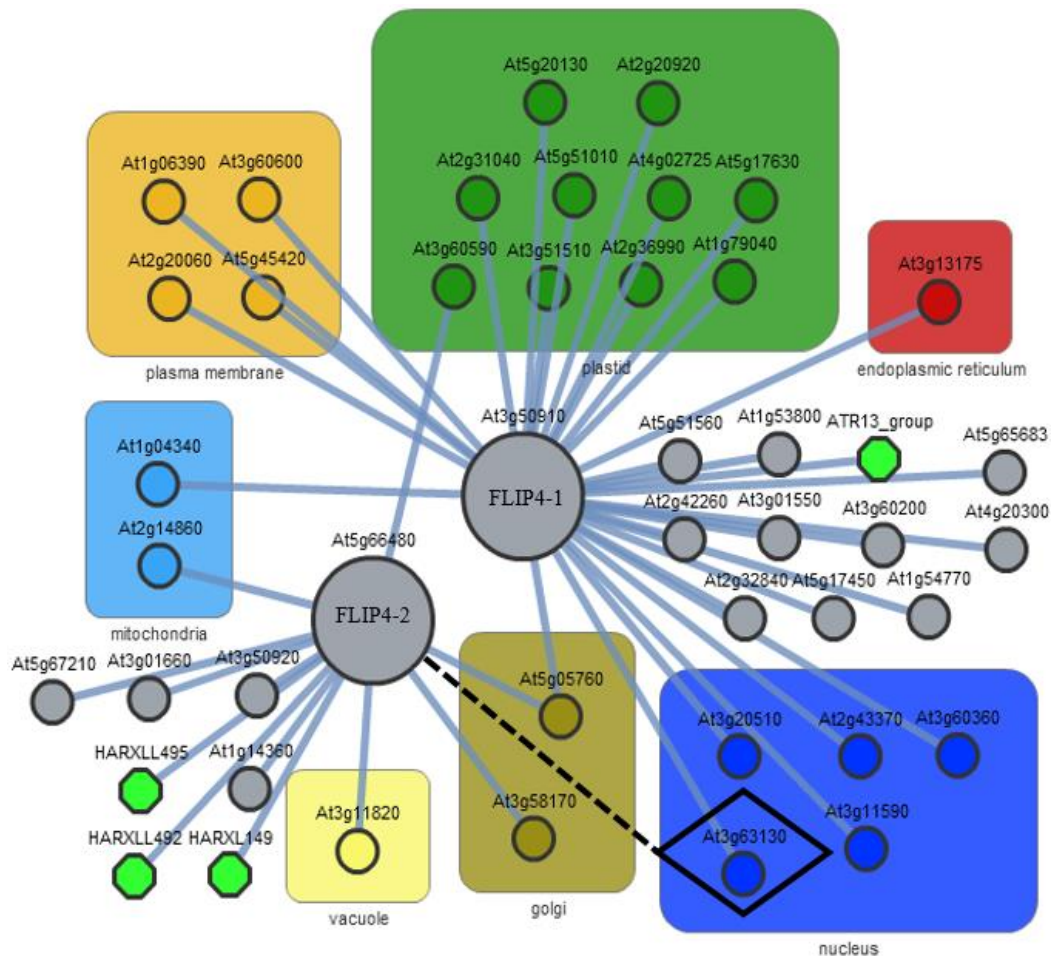 At5g20130 At2g20920
At1g06390 At3g60600 At2g31040 At5g51010 At4g02725 At5g17630
At2g20060 At5g45420 At3g60590 At3g51510 At2g36990 At1g79040 At3g13175
plasma membrane plastid endoplasmic reticulum
At3g50910 At5g51560 At1g53800 ATR13_group At5g65683
At1g04340
FLIP4-1
At2g42260 At3g01550 At3g60200 At4g20300
At2g14860 At5g66480
At2g32840 At5g17450 At1g54770
FLIP4-2
mitochondria
At5g67210 At3g01660 At3g50920 At5g05760
At3g20510 At2g43370 At3g60360
HARXLL495 At1g14360
At3g11820 At3g58170 At3g11590
HARXLL492 HARXL149 At3g63130
vacuole golgi
nucleus